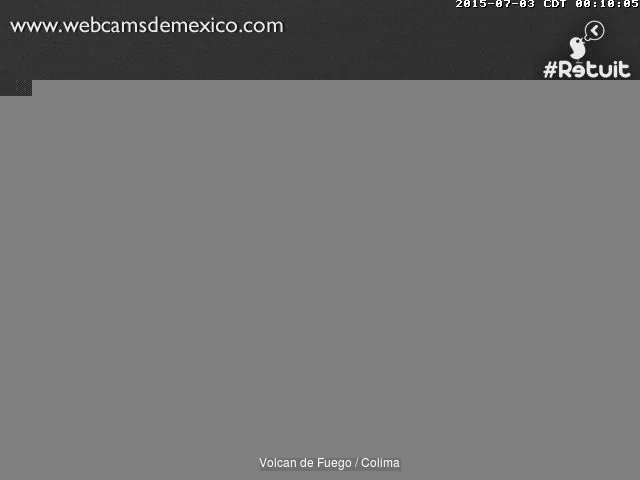 2015-07-03 CDT 00:10:05
www.webcamsdemexico.com
#Retuit
Volcan de Fuego / Colima